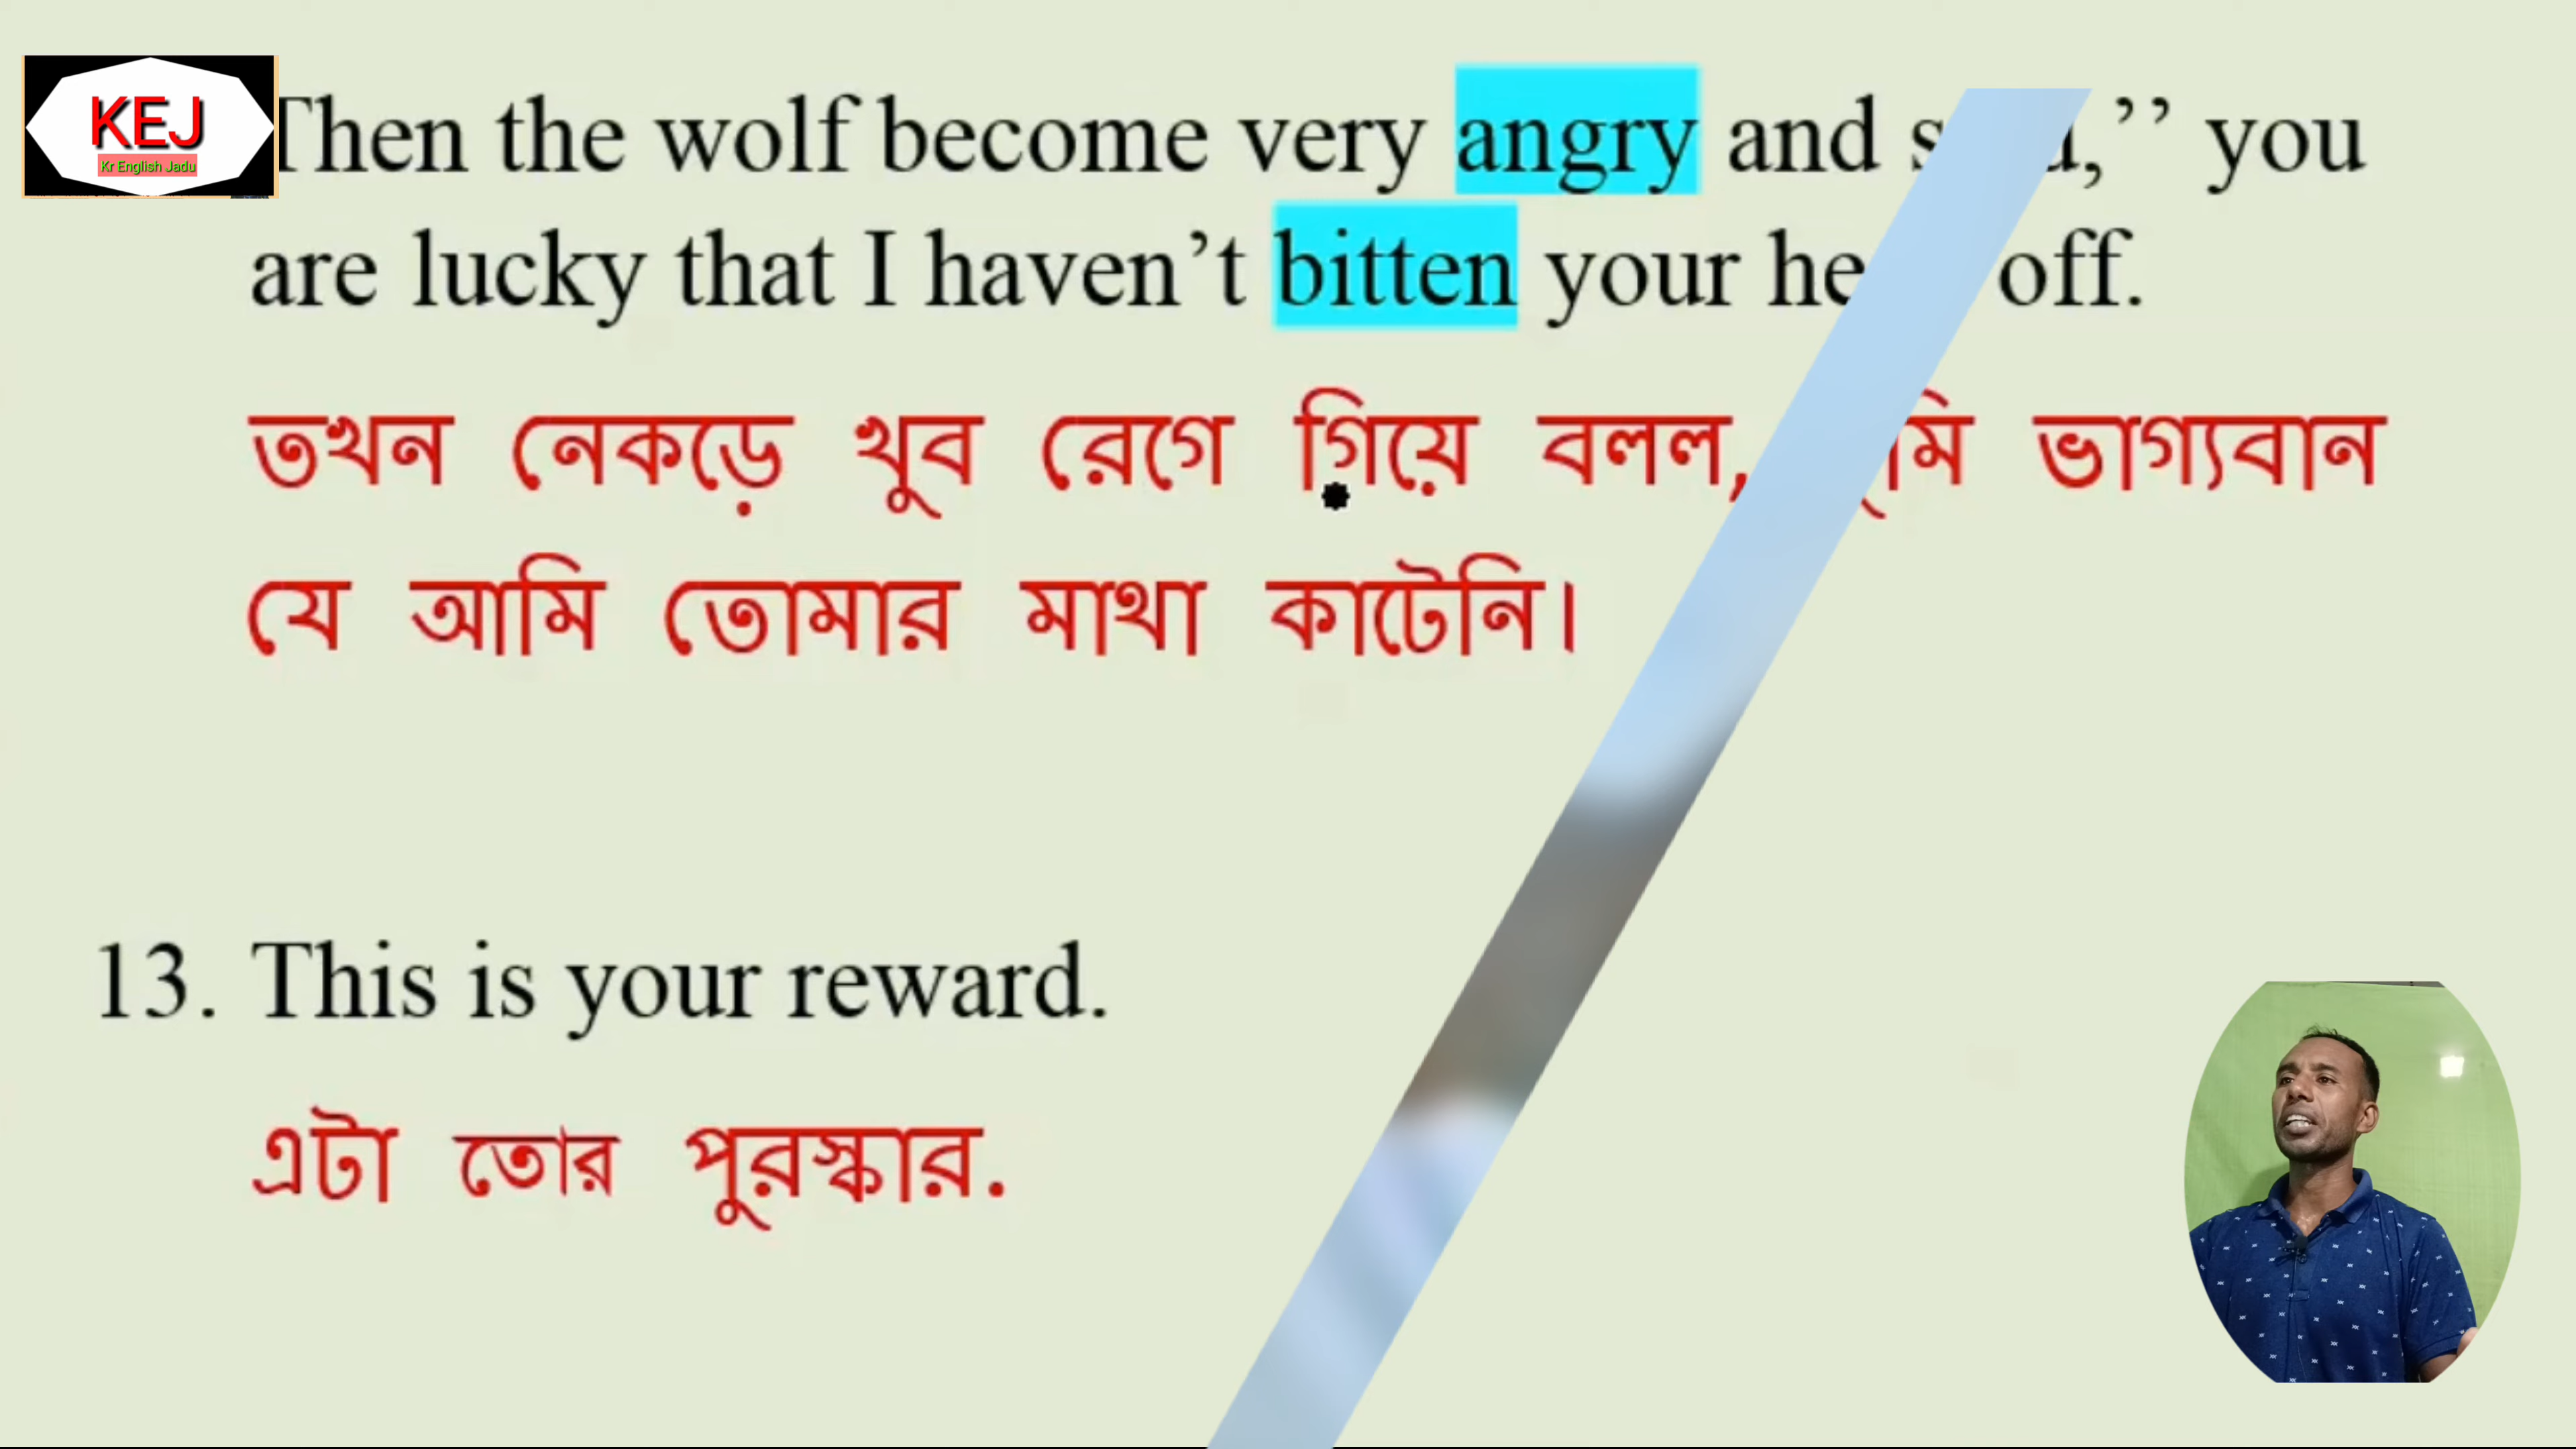 KEJ
Kr English Jadu
Then the wolf become very angry and ,’’ you
are lucky that I haven’t bitten your off.
তখন নেকড়ে খুব রেগে গিয়ে বলল, ভাগ্যবান
যে আমি তোমার মাথা কাটেনি।
13. This is your reward.
এটা তোর পুরস্কার.